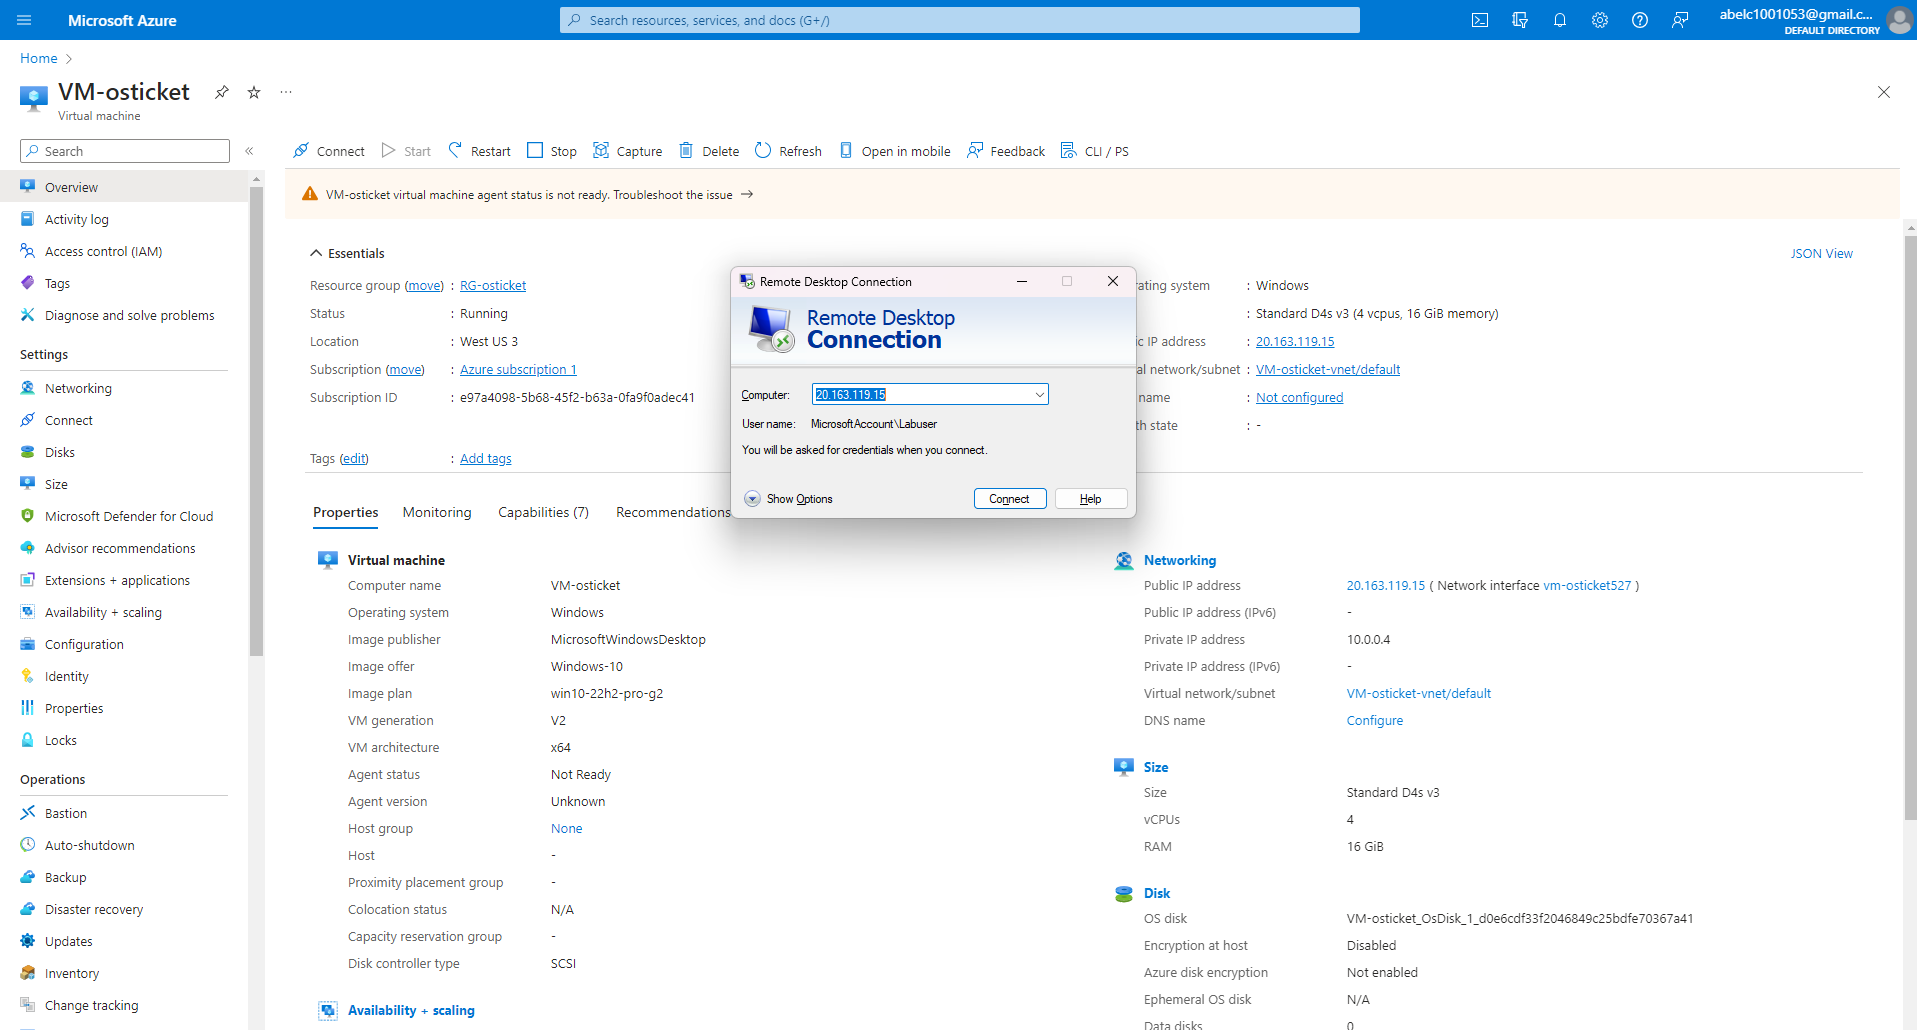 Microsoft Azure
Search resources, services, and docs (G+/)
abelc1001053@gmail.c...
DEFAULT DIRECTORY
Home
VM-osticket
Virtual machine
Search
Overview
Activity log
Access control (IAM)
Tags
Diagnose and solve problems
Settings
Networking
Connect
Disks
Size
Microsoft Defender for Cloud
Advisor recommendations
Extensions + applications
Availability + scaling
Configuration
Identity
Properties
Locks
Operations
Bastion
Auto-shutdown
Backup
Disaster recovery
Updates
Inventory
Change tracking
Connect Start Restart Stop Capture Delete Refresh Open in mobile Feedback CLI / PS
VM-osticket virtual machine agent status is not ready. Troubleshoot the issue →
Essentials
JSON View
Resource group (move) : RG-osticket
Status : Running
Location : West US 3
Subscription (move) : Azure subscription 1
Subscription ID : e97a4098-5b68-45f2-b63a-0fa9f0adec41
Tags (edit) : Add tags
ating system : Windows
: Standard D4s v3 (4 vcpus, 16 GiB memory)
c IP address : 20.163.119.15
al network/subnet : VM-osticket-vnet/default
name : Not configured
th state : -
Remote Desktop Connection
Remote Desktop
Connection
Computer: 20.163.119.15
User name: MicrosoftAccount\Labuser
You will be asked for credentials when you connect.
Show Options
Connect
Help
Properties Monitoring Capabilities (7) Recommendations
Virtual machine
Computer name VM-osticket
Operating system Windows
Image publisher MicrosoftWindowsDesktop
Image offer Windows-10
Image plan win10-22h2-pro-g2
VM generation V2
VM architecture x64
Agent status Not Ready
Agent version Unknown
Host group None
Host -
Proximity placement group -
Colocation status N/A
Capacity reservation group -
Disk controller type SCSI
Availability + scaling
Networking
Public IP address 20.163.119.15 ( Network interface vm-osticket527 )
Public IP address (IPv6) -
Private IP address 10.0.0.4
Private IP address (IPv6) -
Virtual network/subnet VM-osticket-vnet/default
DNS name Configure
Size
Size Standard D4s v3
vCPUs 4
RAM 16 GiB
Disk
OS disk VM-osticket_OsDisk_1_d0e6cdf33f2046849c25bdfe70367a41
Encryption at host Disabled
Azure disk encryption Not enabled
Ephemeral OS disk N/A
Data disks 0